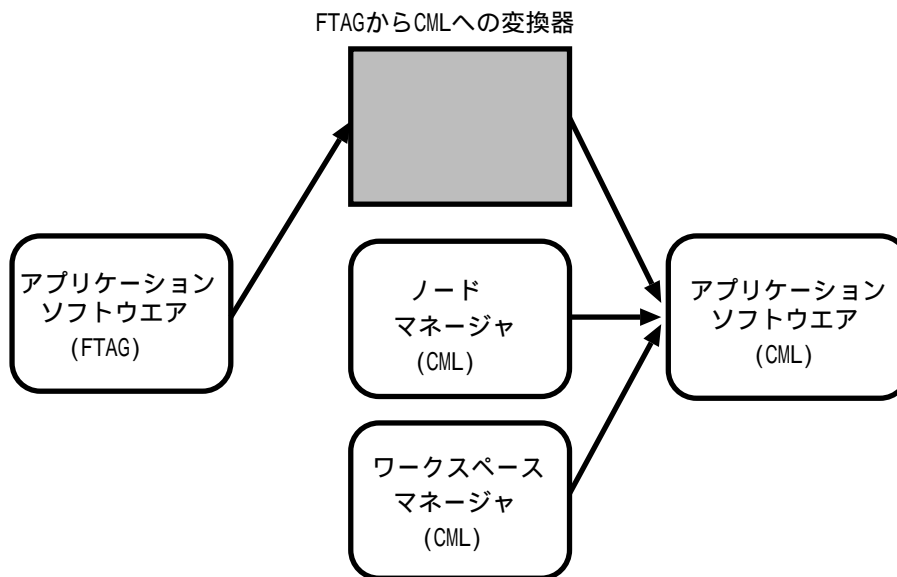 FTAGからCMLへの変換器
アプリケーション
ソフトウエア
(FTAG)
ノード
マネージャ
(CML)
アプリケーション
ソフトウエア
(CML)
ワークスペース
マネージャ
(CML)